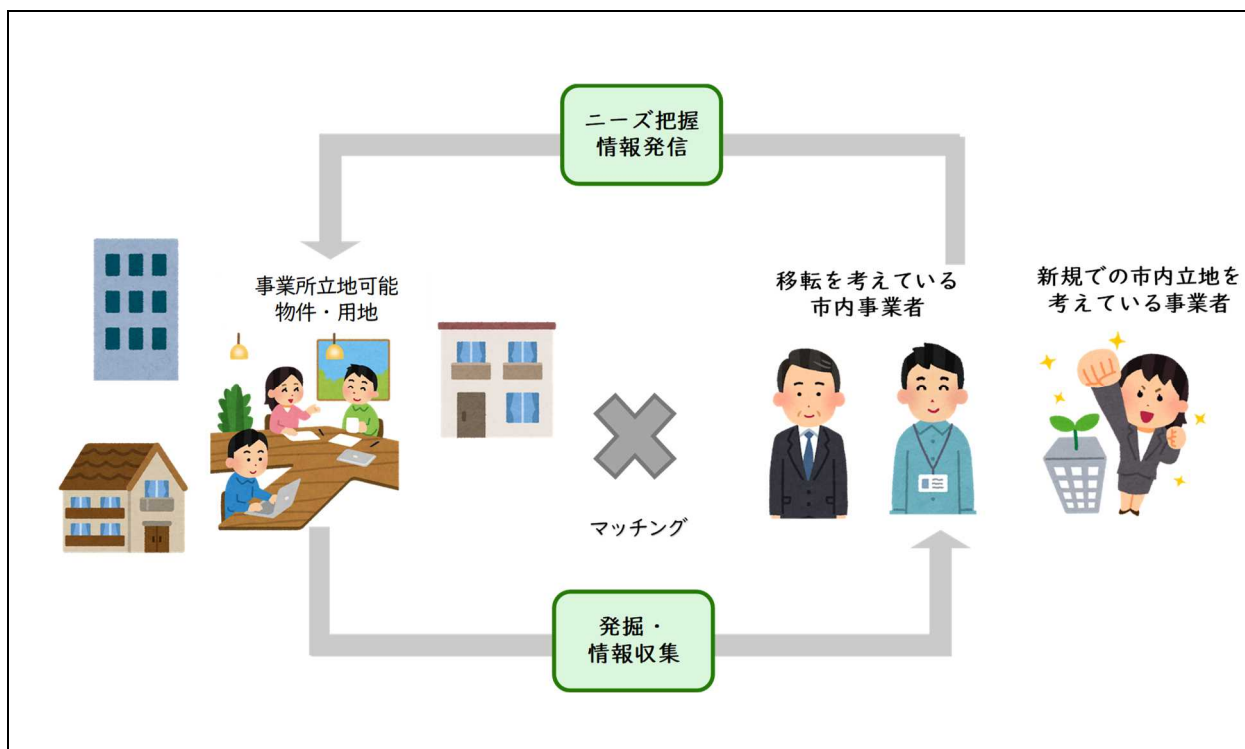 ニーズ把握
情報発信
事業所立地可能
物件・用地
移転を考えている
市内事業者
新規での市内立地を
考えている事業者
マッチング
発掘・
情報収集